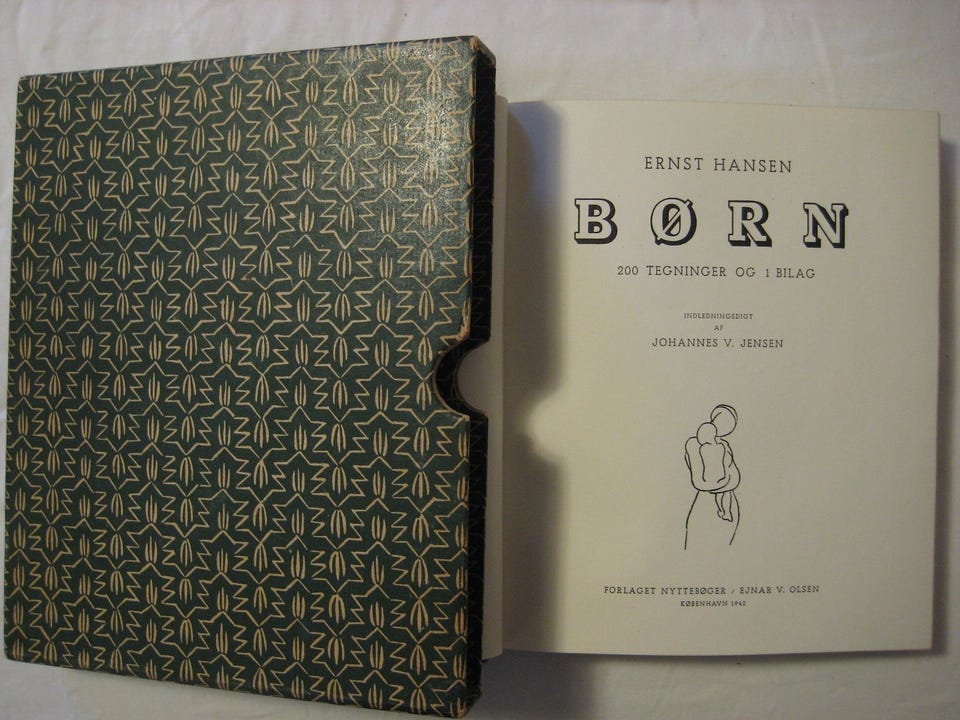 ERNST HANSEN
BØRN
200 TEGNINGER OG 1 BILAG
INDLEDNINGSDIGT
AF
JOHANNES V. JENSEN
FORLAGET NYTTEBØGER / EJNAR V. OLSEN
KØBENHAVN 1942